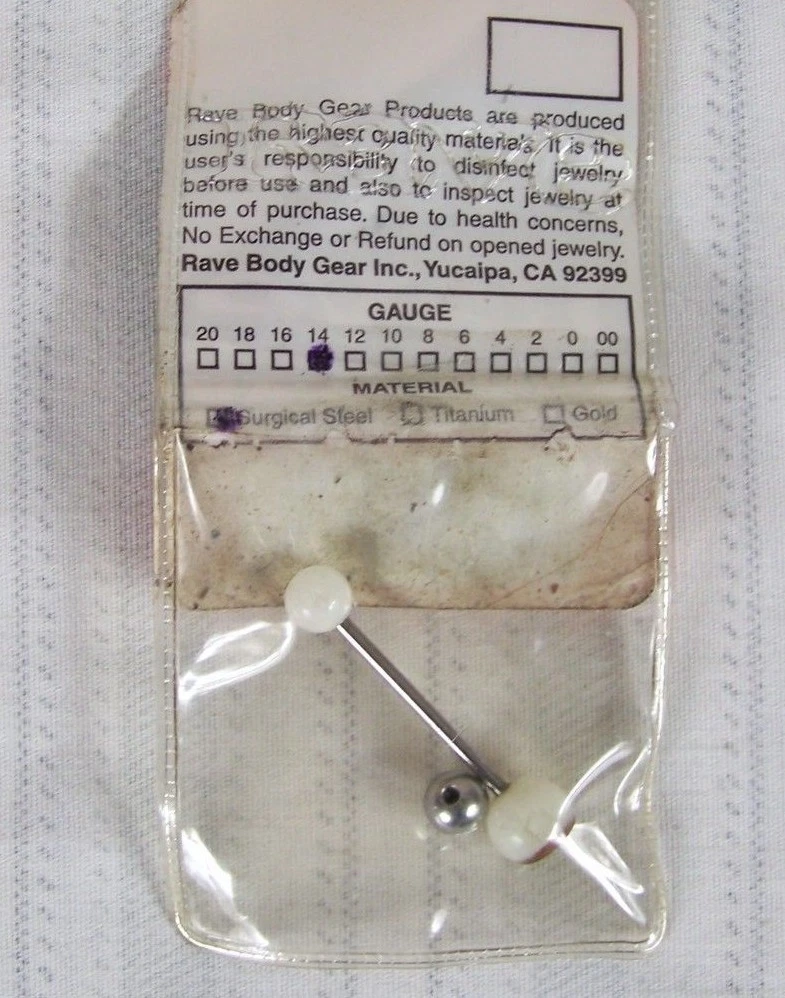 Rave Body Gear Products are produced
using the highest quality materials. It is the
user's responsibility to disinfect jewelry
before use and also to inspect jewelry at
time of purchase. Due to health concerns,
No Exchange or Refund on opened jewelry.
Rave Body Gear Inc., Yucaipa, CA 92399
GAUGE
20 18 16 14 12 10 8 6 4 2 0 00
MATERIAL
Surgical Steel Titanium Gold